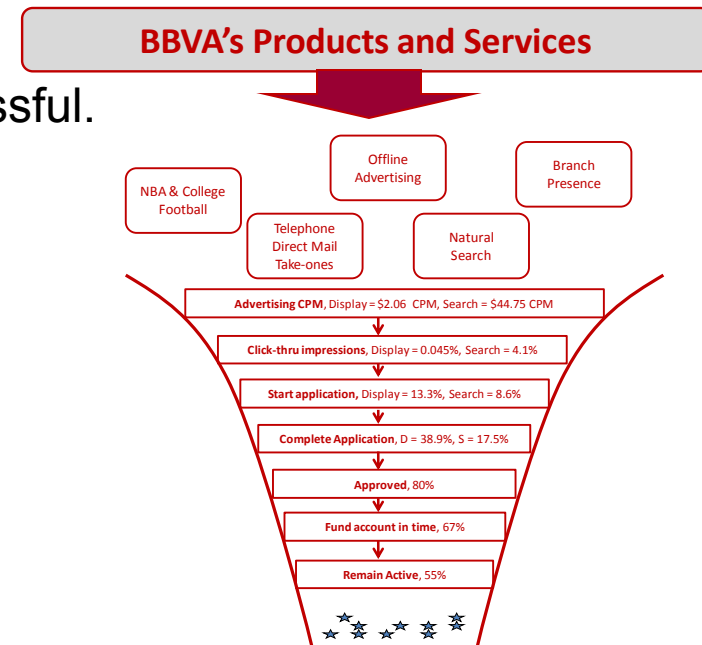 BBVA's Products and Services
ssful.
Offline
Advertising
Branch
Presence
NBA & College
Football
Telephone
Direct Mail
Take-ones
Natural
Search
Advertising CPM, Display = $2.06 CPM, Search = $44.75 CPM
Click-thru impressions, Display = 0.045%, Search = 4.1%
Start application, Display = 13.3%, Search = 8.6%
Complete Application, D = 38.9%, S = 17.5%
Approved, 80%
Fund account in time, 67%
Remain Active, 55%